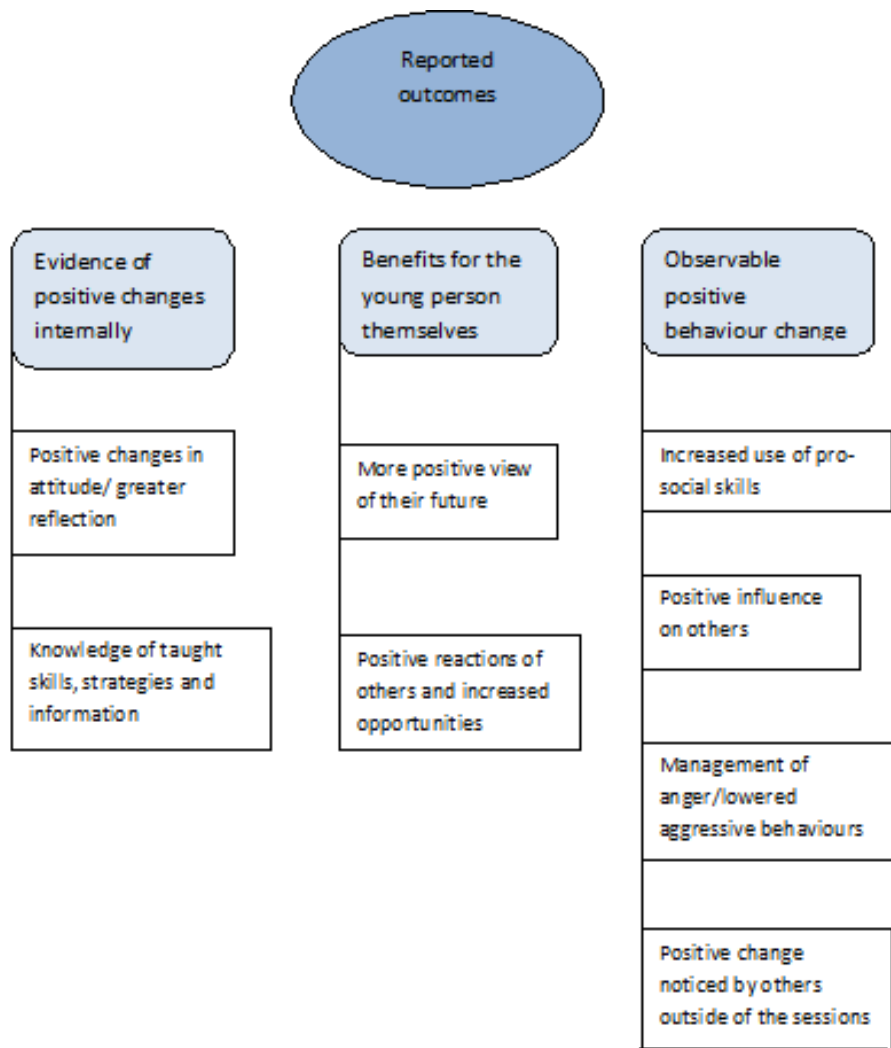 Reported
outcomes
Evidence of
positive changes
internally
Positive changes in
attitude/ greater
reflection
Knowledge of taught
skills, strategies and
information
Benefits for the
young person
themselves
More positive view
of their future
Positive reactions of
others and increased
opportunities
Observable
positive
behaviour change
Increased use of pro-
social skills
Positive influence
on others
Management of
anger/lowered
aggressive behaviours
Positive change
noticed by others
outside of the sessions